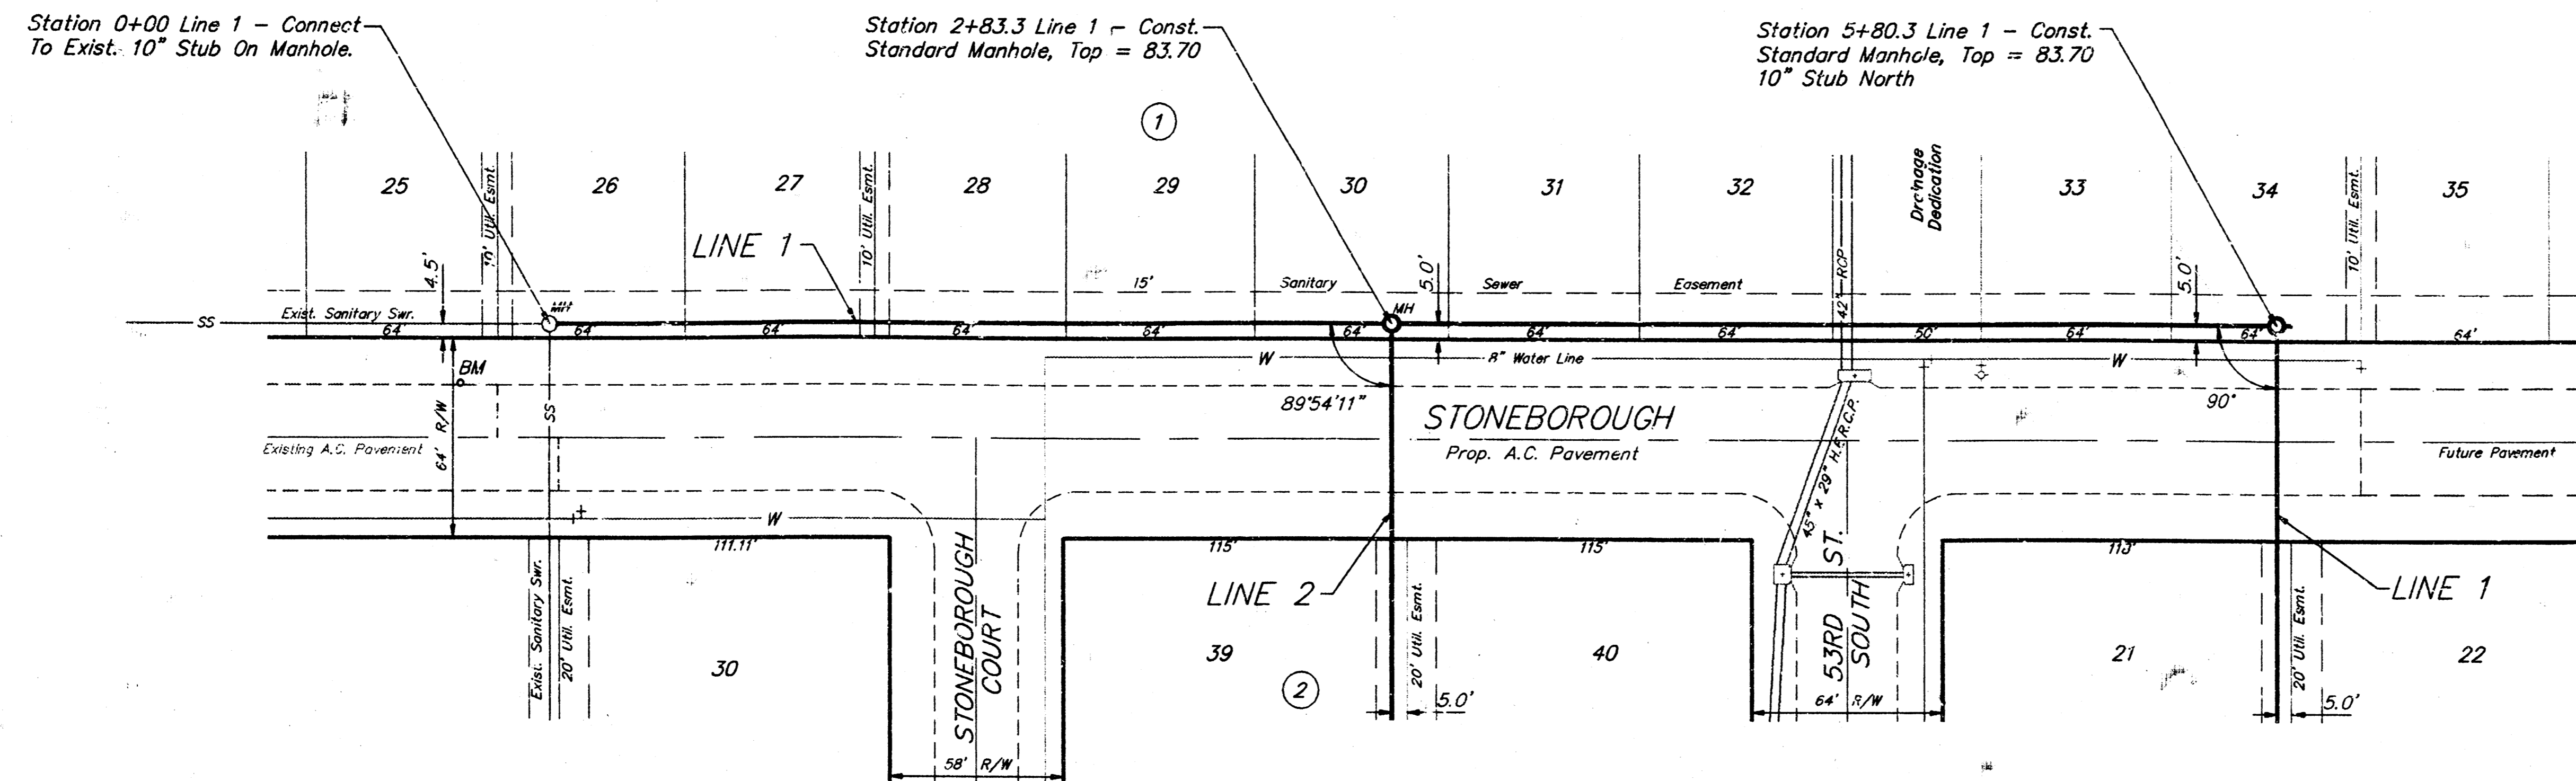 Station 0+00 Line 1 - Connect
To Exist. 10" Stub On Manhole.
Station 2+83.3 Line 1 - Const.
Standard Manhole, Top = 83.70
Station 5+80.3 Line 1 - Const.
Standard Manhole, Top = 83.70
10" Stub North
1
25
10' Util. Esmt.
26
27
10' Util. Esmt.
28
29
30
31
32
42" RCP
Drainage
Dedication
33
34
10' Util. Esmt.
35
LINE 1
4.5'
15' Sanitary Sewer Easement
5.0'
5.0'
SS
Exist. Sanitary Swr.
MH
MH
64'
64'
64'
64'
64'
64'
64'
64'
50'
64'
64'
64'
BM
W
8" Water Line
W
89°54'11"
90°
64' R/W
SS
STONEBOROUGH
Existing A.C. Pavement
Prop. A.C. Pavement
Future Pavement
45" x 29" H.E.R.C.P.
W
111.11'
115'
115'
113'
LINE 2
LINE 1
Exist. Sanitary Swr.
20' Util. Esmt.
30
STONEBOROUGH
COURT
39
20' Util. Esmt.
40
53RD ST.
SOUTH
21
20' Util. Esmt.
22
2
5.0'
64' R/W
5.0'
58' R/W